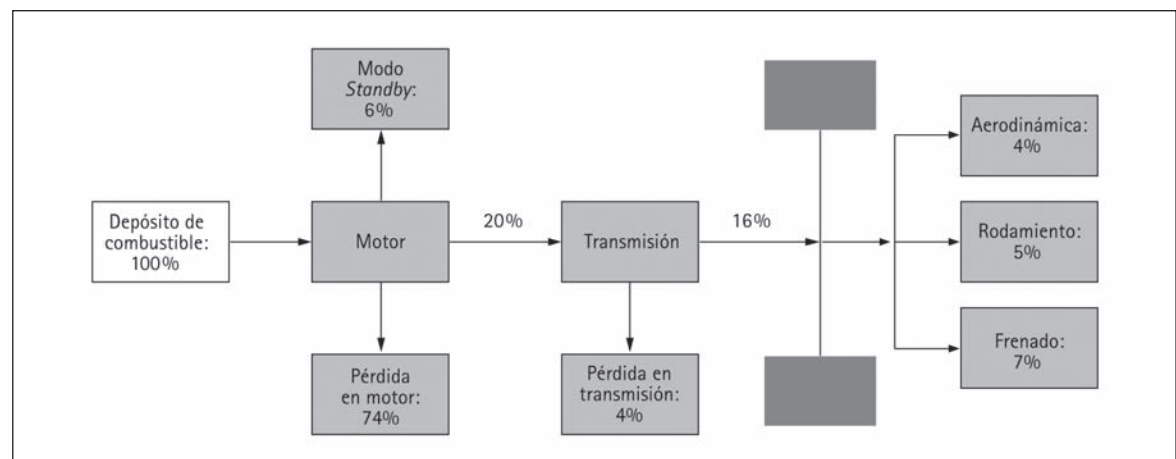 Modo
Standby:
6%
Aerodinámica:
4%
Depósito de
combustible:
100%
Motor
20%
Transmisión
16%
Rodamiento:
5%
Pérdida
en motor:
74%
Pérdida en
transmisión:
4%
Frenado:
7%